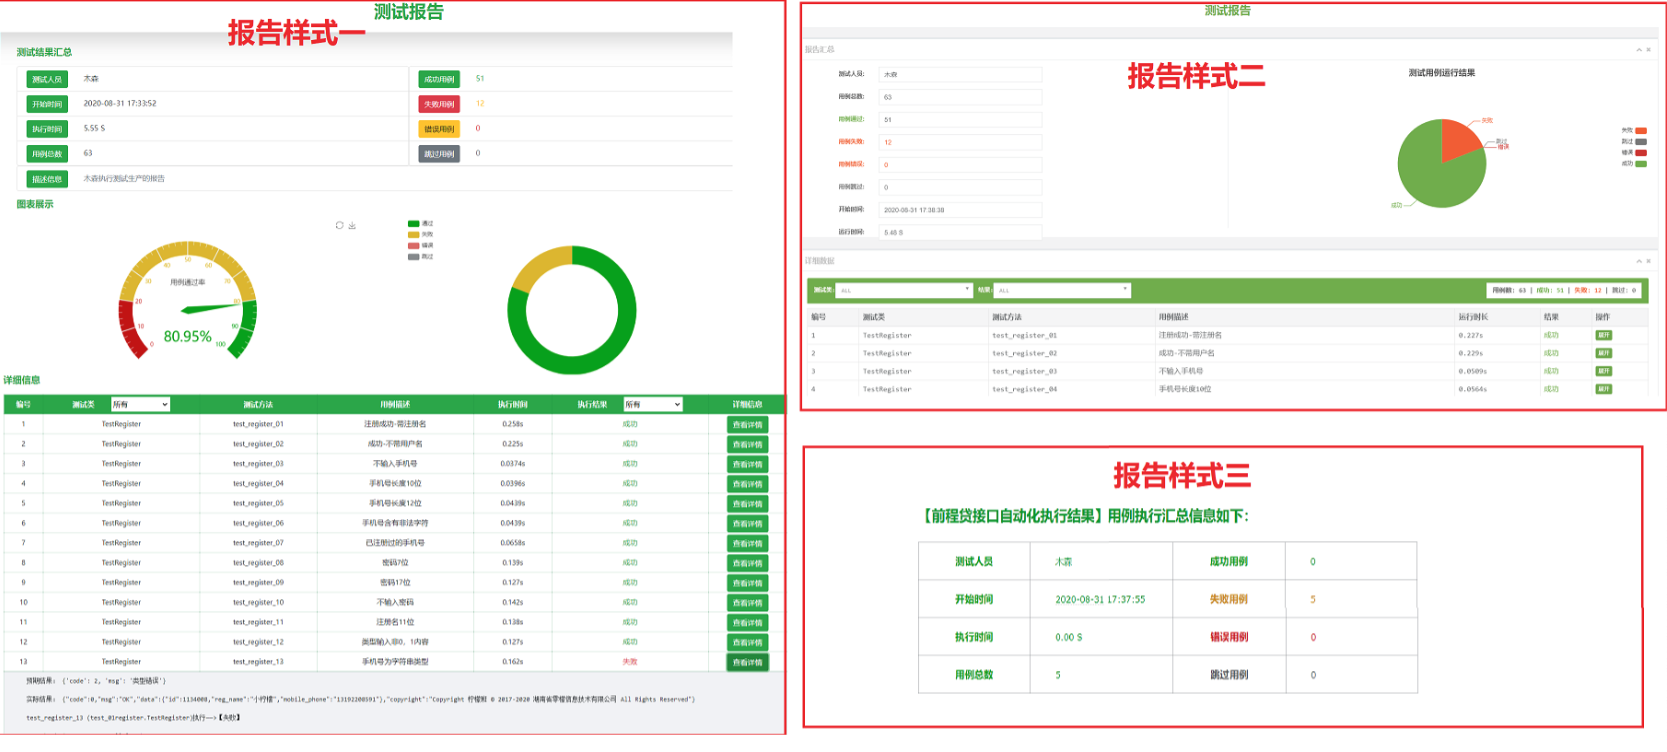 测试报告
报告样式一
测试结果汇总
测试人员 木森 成功用例 51
开始时间 2020-08-31 17:33:52 失败用例 12
执行时间 5.55 S 错误用例 0
用例总数 63 跳过用例 0
描述信息 木森执行测试生产的报告
图表展示
通过
失败
错误
跳过
用例通过率
0 10 20 30 40 50 60 70 80 90 100
80.95%
详细信息
编号 测试类 所有 测试方法 用例描述 执行时间 执行结果 所有 详细信息
1 TestRegister test_register_01 注册成功-带注册名 0.258s 成功 查看详情
2 TestRegister test_register_02 成功-不带用户名 0.225s 成功 查看详情
3 TestRegister test_register_03 不输入手机号 0.0374s 成功 查看详情
4 TestRegister test_register_04 手机号长度10位 0.0396s 成功 查看详情
5 TestRegister test_register_05 手机号长度12位 0.0439s 成功 查看详情
6 TestRegister test_register_06 手机号含有非法字符 0.0439s 成功 查看详情
7 TestRegister test_register_07 已注册过的手机号 0.0658s 成功 查看详情
8 TestRegister test_register_08 密码7位 0.139s 成功 查看详情
9 TestRegister test_register_09 密码17位 0.127s 成功 查看详情
10 TestRegister test_register_10 不输入密码 0.142s 成功 查看详情
11 TestRegister test_register_11 注册名11位 0.138s 成功 查看详情
12 TestRegister test_register_12 类型输入非0、1内容 0.127s 成功 查看详情
13 TestRegister test_register_13 手机号为字符串类型 0.162s 失败 查看详情
预期结果： {'code': 2, 'msg': '类型错误'}
实际结果： {"code":0,"msg":"OK","data":{"id":1134008,"reg_name":"小柠檬","mobile_phone":"13192208591"},"copyright":"Copyright 柠檬班 © 2017-2020 湖南省零檬信息技术有限公司 All Rights Reserved"}
test_register_13 (test_01register.TestRegister)执行——>【失败】
测试报告
报告汇总
报告样式二
测试人员: 木森
用例总数: 63
用例通过: 51
用例失败: 12
用例错误: 0
用例跳过: 0
开始时间: 2020-08-31 17:38:38
运行时间: 5.48 S
测试用例运行结果
失败
跳过
错误
成功
失败
跳过
错误
成功
详细数据
测试类: ALL 结果: ALL 用例数: 63 | 成功: 51 | 失败: 12 | 跳过: 0
编号 测试类 测试方法 用例描述 运行时长 结果 操作
1 TestRegister test_register_01 注册成功-带注册名 0.227s 成功 展开
2 TestRegister test_register_02 成功-不带用户名 0.229s 成功 展开
3 TestRegister test_register_03 不输入手机号 0.0509s 成功 展开
4 TestRegister test_register_04 手机号长度10位 0.0564s 成功 展开
报告样式三
【前程贷接口自动化执行结果】用例执行汇总信息如下:
测试人员 木森 成功用例 0
开始时间 2020-08-31 17:37:55 失败用例 5
执行时间 0.00 S 错误用例 0
用例总数 5 跳过用例 0